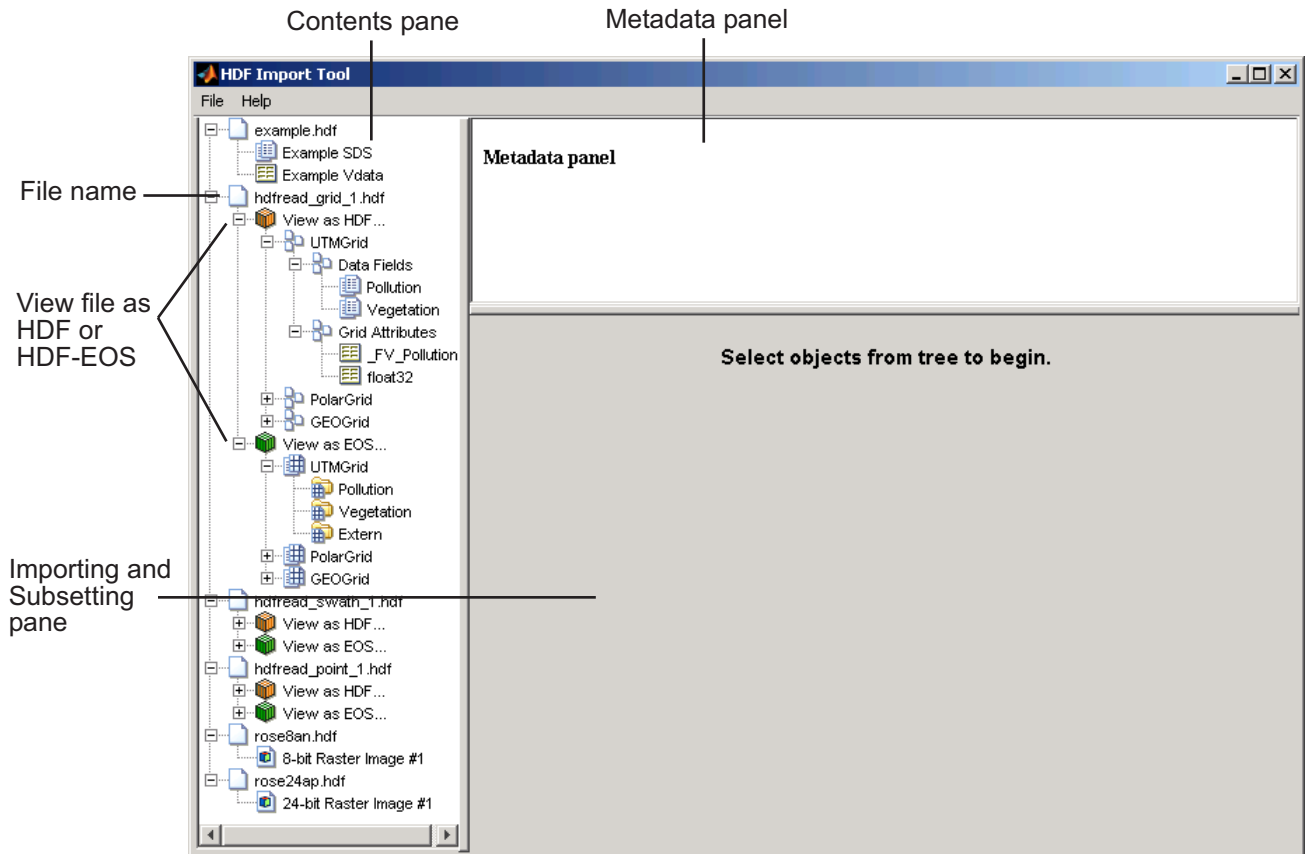 Contents pane
Metadata panel
HDF Import Tool
File Help
example.hdf
Example SDS
Example Vdata
File name
hdfread_grid_1.hdf
View as HDF...
UTMGrid
Data Fields
Pollution
Vegetation
Grid Attributes
_FV_Pollution
float32
PolarGrid
GEOGrid
View file as
HDF or
HDF-EOS
View as EOS...
UTMGrid
Pollution
Vegetation
Extern
PolarGrid
GEOGrid
Importing and
Subsetting
pane
hdfread_swath_1.hdf
View as HDF...
View as EOS...
hdfread_point_1.hdf
View as HDF...
View as EOS...
rose8an.hdf
8-bit Raster Image #1
rose24ap.hdf
24-bit Raster Image #1
Metadata panel
Select objects from tree to begin.